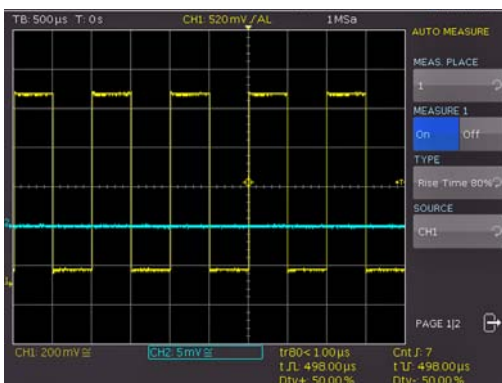 TB: 500µs T: 0s CH1: 520mV / AL 1MSa
AUTO MEASURE
MEAS. PLACE
1
MEASURE 1
On Off
TYPE
Rise Time 80%
SOURCE
CH1
PAGE 1|2
2
1
T
CH1: 200mV≅ CH2: 5mV≅ tr80< 1.00µs Cnt⎍: 7
t⎍: 498.00µs t⎍: 498.00µs
Dty+: 50.00% Dty-: 50.00%